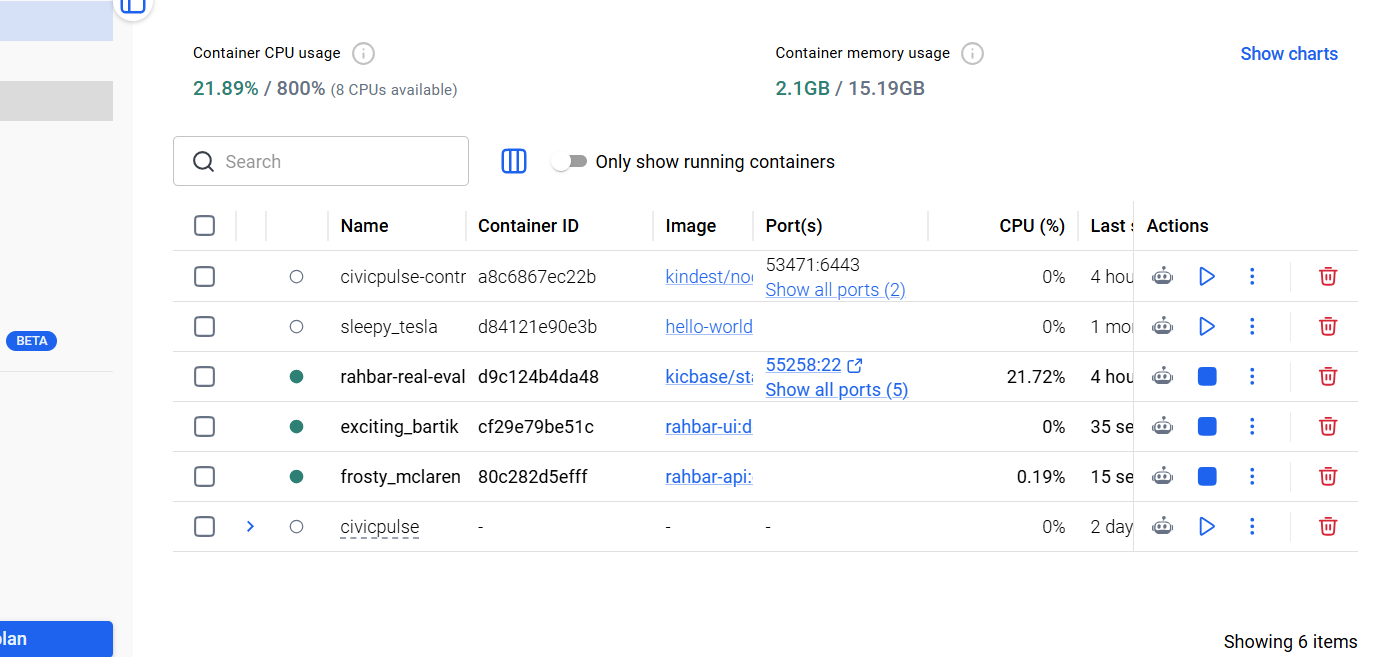 Container CPU usage
21.89% / 800% (8 CPUs available)
Container memory usage
2.1GB / 15.19GB
Show charts
Search
Only show running containers
Name Container ID Image Port(s) CPU (%) Last Actions
civicpulse-contr a8c6867ec22b kindest/no 53471:6443 0% 4 hou
Show all ports (2)
sleepy_tesla d84121e90e3b hello-world 0% 1 mo
rahbar-real-eval d9c124b4da48 kicbase/sta 55258:22 21.72% 4 hou
Show all ports (5)
exciting_bartik cf29e79be51c rahbar-ui:d 0% 35 se
frosty_mclaren 80c282d5efff rahbar-api: 0.19% 15 se
civicpulse - - - 0% 2 day
BETA
lan
Showing 6 items